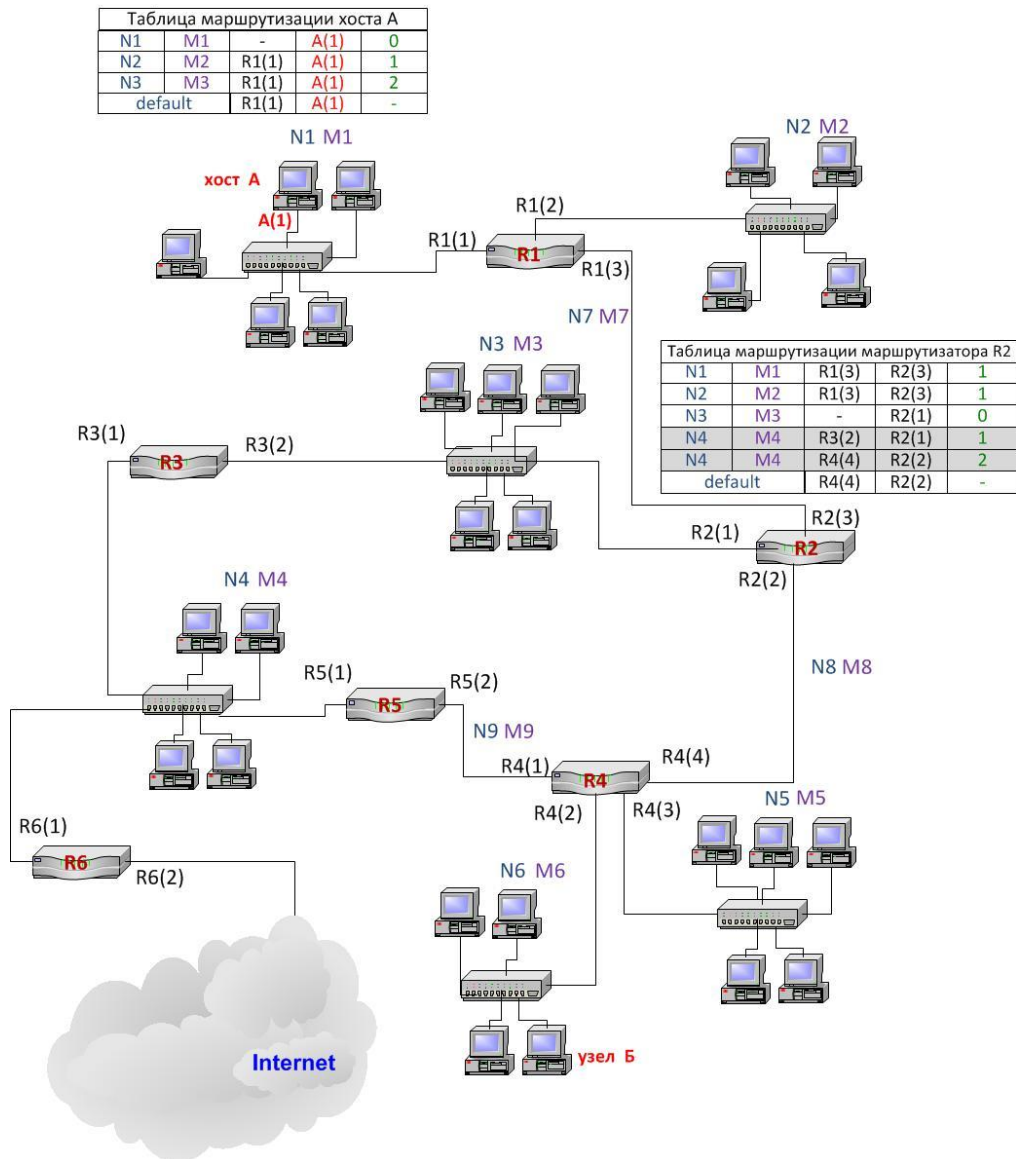 Таблица маршрутизации хоста А
N1 M1 - A(1) 0
N2 M2 R1(1) A(1) 1
N3 M3 R1(1) A(1) 2
default R1(1) A(1) -
N1 M1
N2 M2
хост А
A(1)
R1(2)
R1(1)
R1
R1(3)
N7 M7
N3 M3
Таблица маршрутизации маршрутизатора R2
N1 M1 R1(3) R2(3) 1
N2 M2 R1(3) R2(3) 1
N3 M3 - R2(1) 0
N4 M4 R3(2) R2(1) 1
N4 M4 R4(4) R2(2) 2
default R4(4) R2(2) -
R3(1)
R3
R3(2)
R2(3)
R2(1)
R2
R2(2)
N4 M4
N8 M8
R5(1)
R5
R5(2)
N9 M9
R4(1)
R4
R4(4)
R4(2)
R4(3)
N5 M5
R6(1)
R6
R6(2)
N6 M6
узел Б
Internet